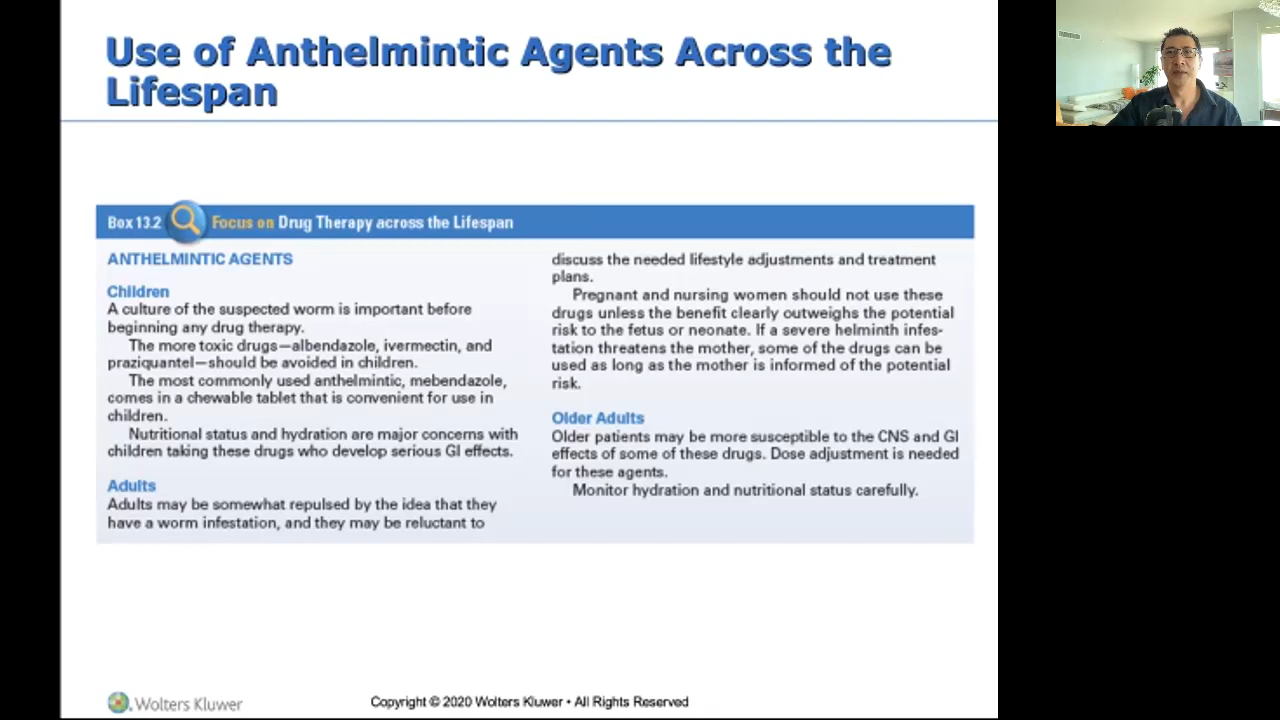 Use of Anthelmintic Agents Across the
Lifespan
Box 13.2 Focus on Drug Therapy across the Lifespan
ANTHELMINTIC AGENTS
Children
A culture of the suspected worm is important before
beginning any drug therapy.
The more toxic drugs—albendazole, ivermectin, and
praziquantel—should be avoided in children.
The most commonly used anthelmintic, mebendazole,
comes in a chewable tablet that is convenient for use in
children.
Nutritional status and hydration are major concerns with
children taking these drugs who develop serious GI effects.
Adults
Adults may be somewhat repulsed by the idea that they
have a worm infestation, and they may be reluctant to
discuss the needed lifestyle adjustments and treatment
plans.
Pregnant and nursing women should not use these
drugs unless the benefit clearly outweighs the potential
risk to the fetus or neonate. If a severe helminth infes-
tation threatens the mother, some of the drugs can be
used as long as the mother is informed of the potential
risk.
Older Adults
Older patients may be more susceptible to the CNS and GI
effects of some of these drugs. Dose adjustment is needed
for these agents.
Monitor hydration and nutritional status carefully.
Wolters Kluwer
Copyright © 2020 Wolters Kluwer • All Rights Reserved